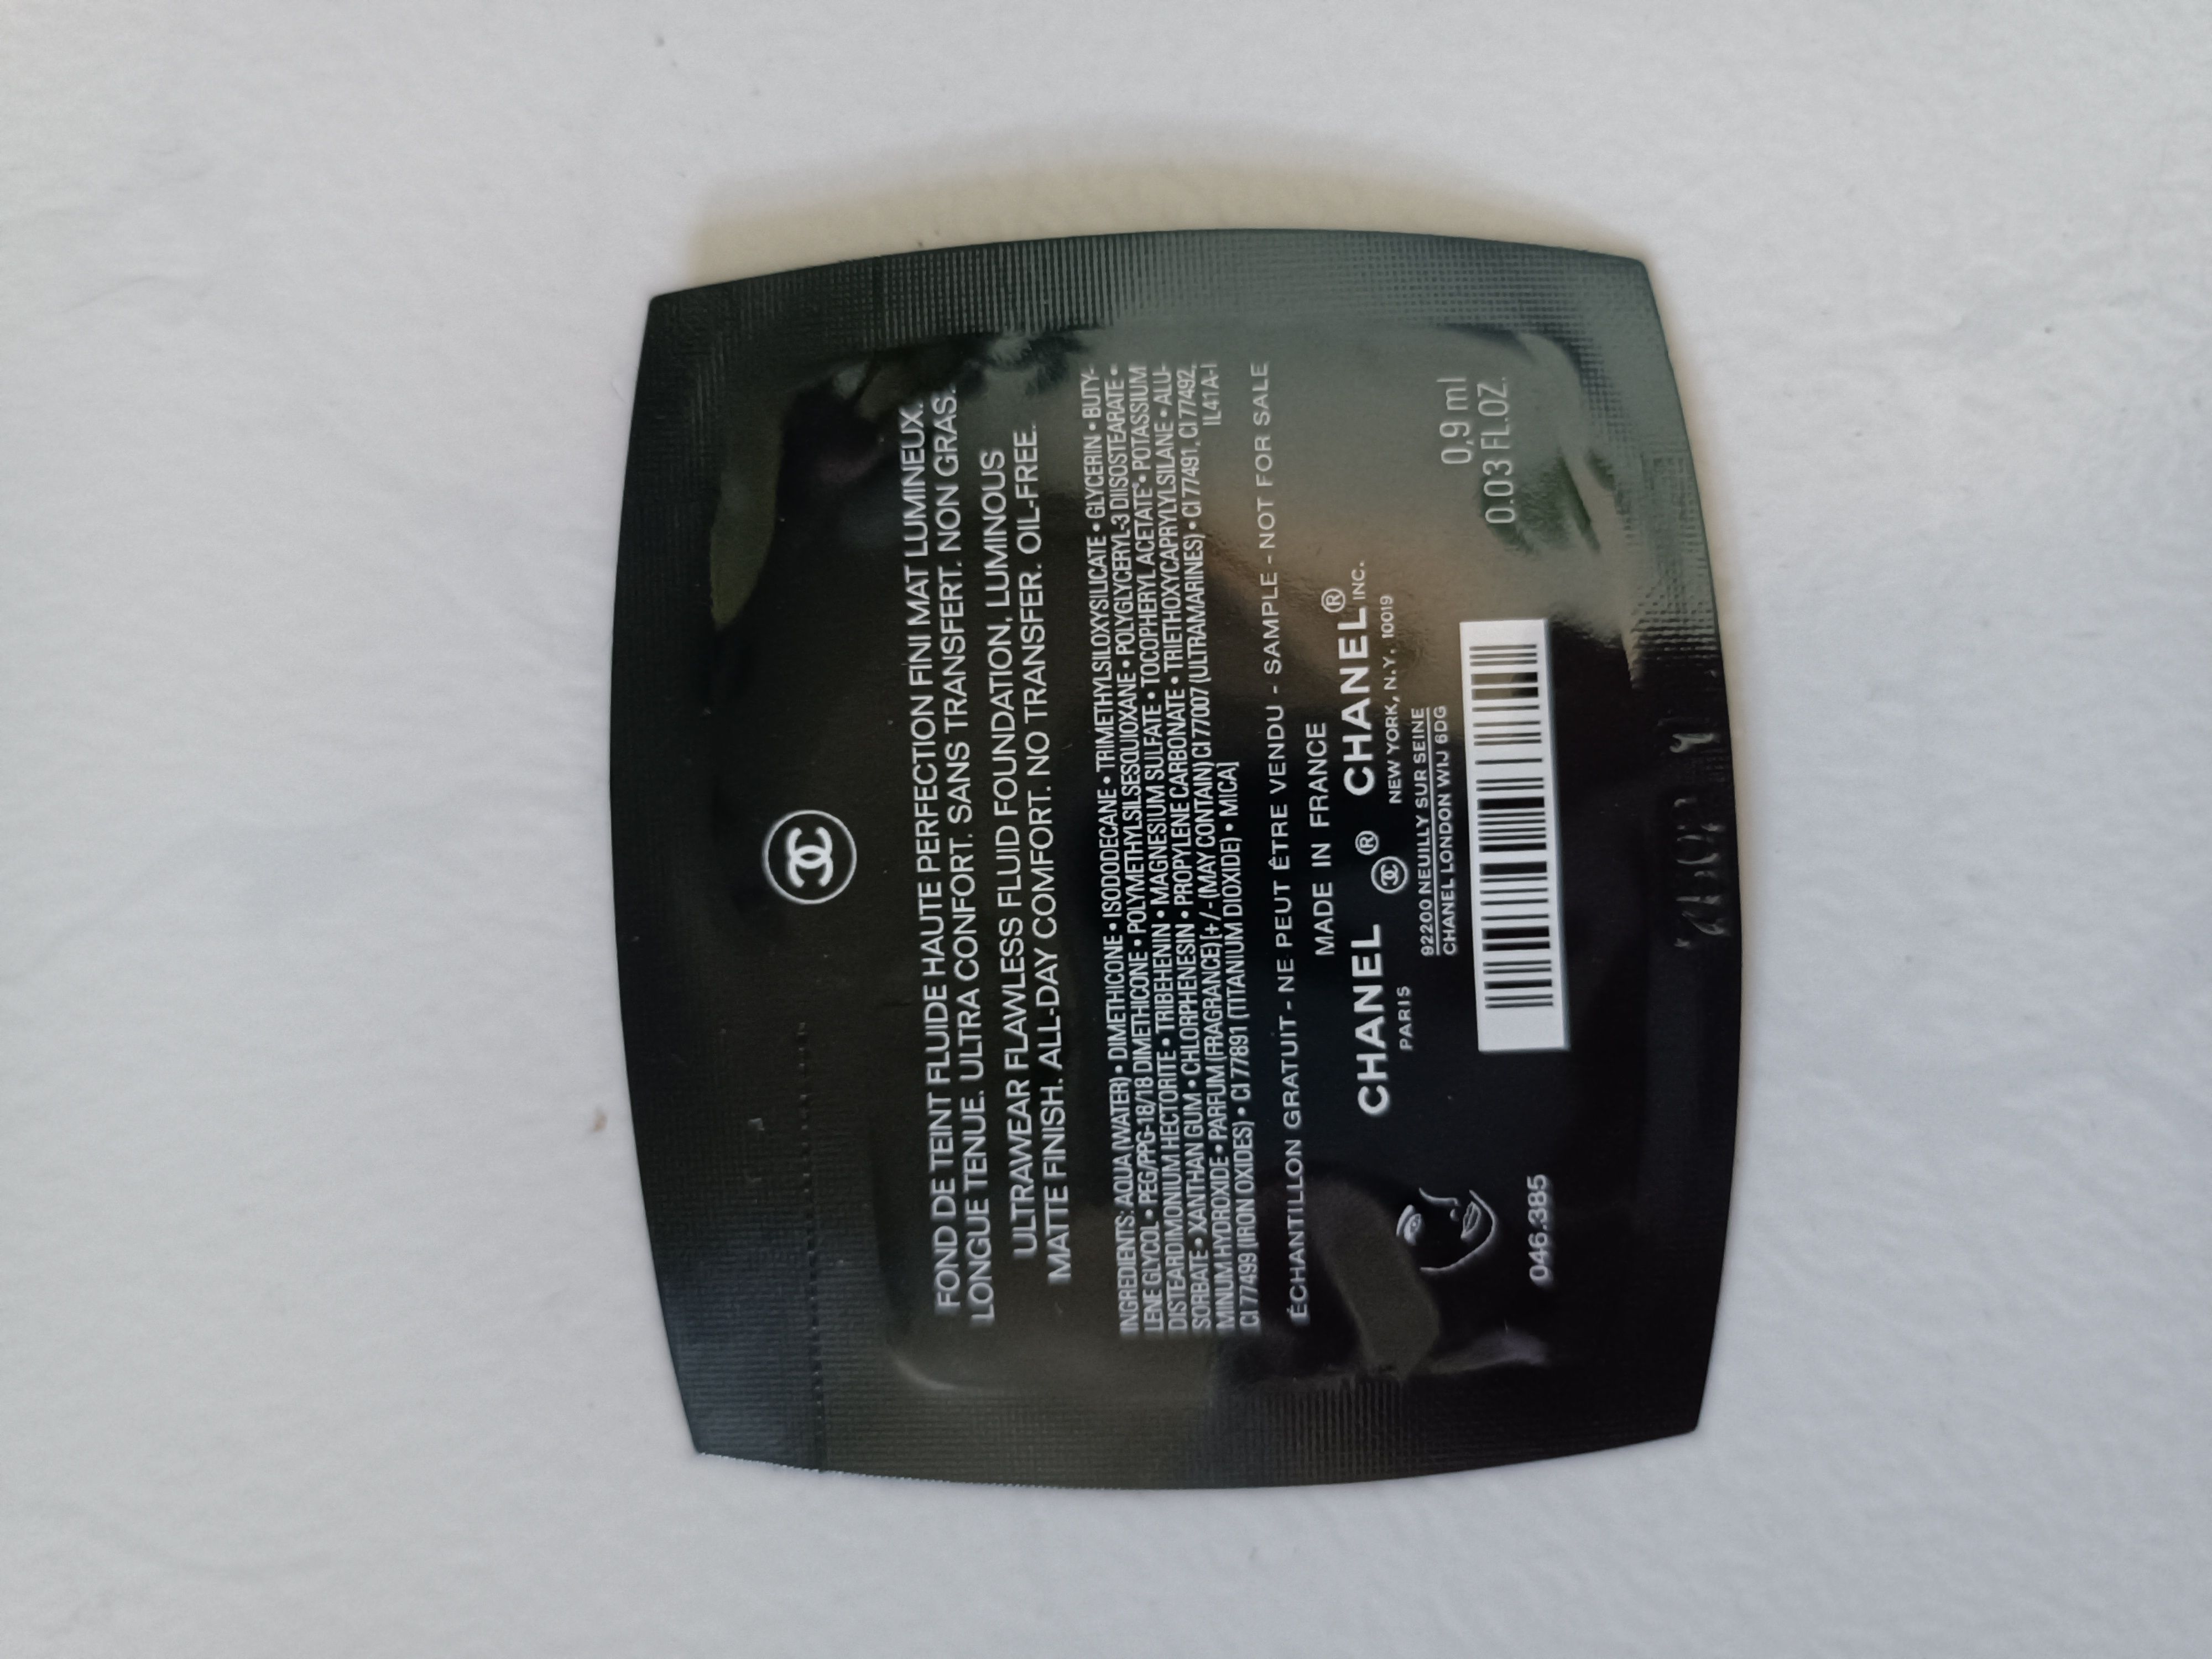 FOND DE TEINT FLUIDE HAUTE PERFECTION FINI MAT LUMINEUX.
LONGUE TENUE. ULTRA CONFORT. SANS TRANSFERT. NON GRAS.
ULTRAWEAR FLAWLESS FLUID FOUNDATION, LUMINOUS
MATTE FINISH. ALL-DAY COMFORT. NO TRANSFER. OIL-FREE.
INGREDIENTS: AQUA (WATER) • DIMETHICONE • ISODODECANE • TRIMETHYLSILOXYSILICATE • GLYCERIN • BUTY-
LENE GLYCOL • PEG/PPG-18/18 DIMETHICONE • POLYMETHYLSILSESQUIOXANE • POLYGLYCERYL-3 DIISOSTEARATE •
DISTEARDIMONIUM HECTORITE • TRIBEHENIN • MAGNESIUM SULFATE • TOCOPHERYL ACETATE • POTASSIUM
SORBATE • XANTHAN GUM • CHLORPHENESIN • PROPYLENE CARBONATE • TRIETHOXYCAPRYLYLSILANE • ALU-
MINUM HYDROXIDE • PARFUM (FRAGRANCE) [+/- (MAY CONTAIN) CI 77007 (ULTRAMARINES) • CI 77491, CI 77492,
CI 77499 (IRON OXIDES) • CI 77891 (TITANIUM DIOXIDE) • MICA] IL41 A-1
ÉCHANTILLON GRATUIT - NE PEUT ÊTRE VENDU - SAMPLE - NOT FOR SALE
MADE IN FRANCE
CHANEL ® CHANEL® INC.
PARIS NEW YORK, N.Y. 10019
92200 NEUILLY SUR SEINE
CHANEL LONDON W1J 6DG
0,9 ml
0.03 FL.OZ.
046.385